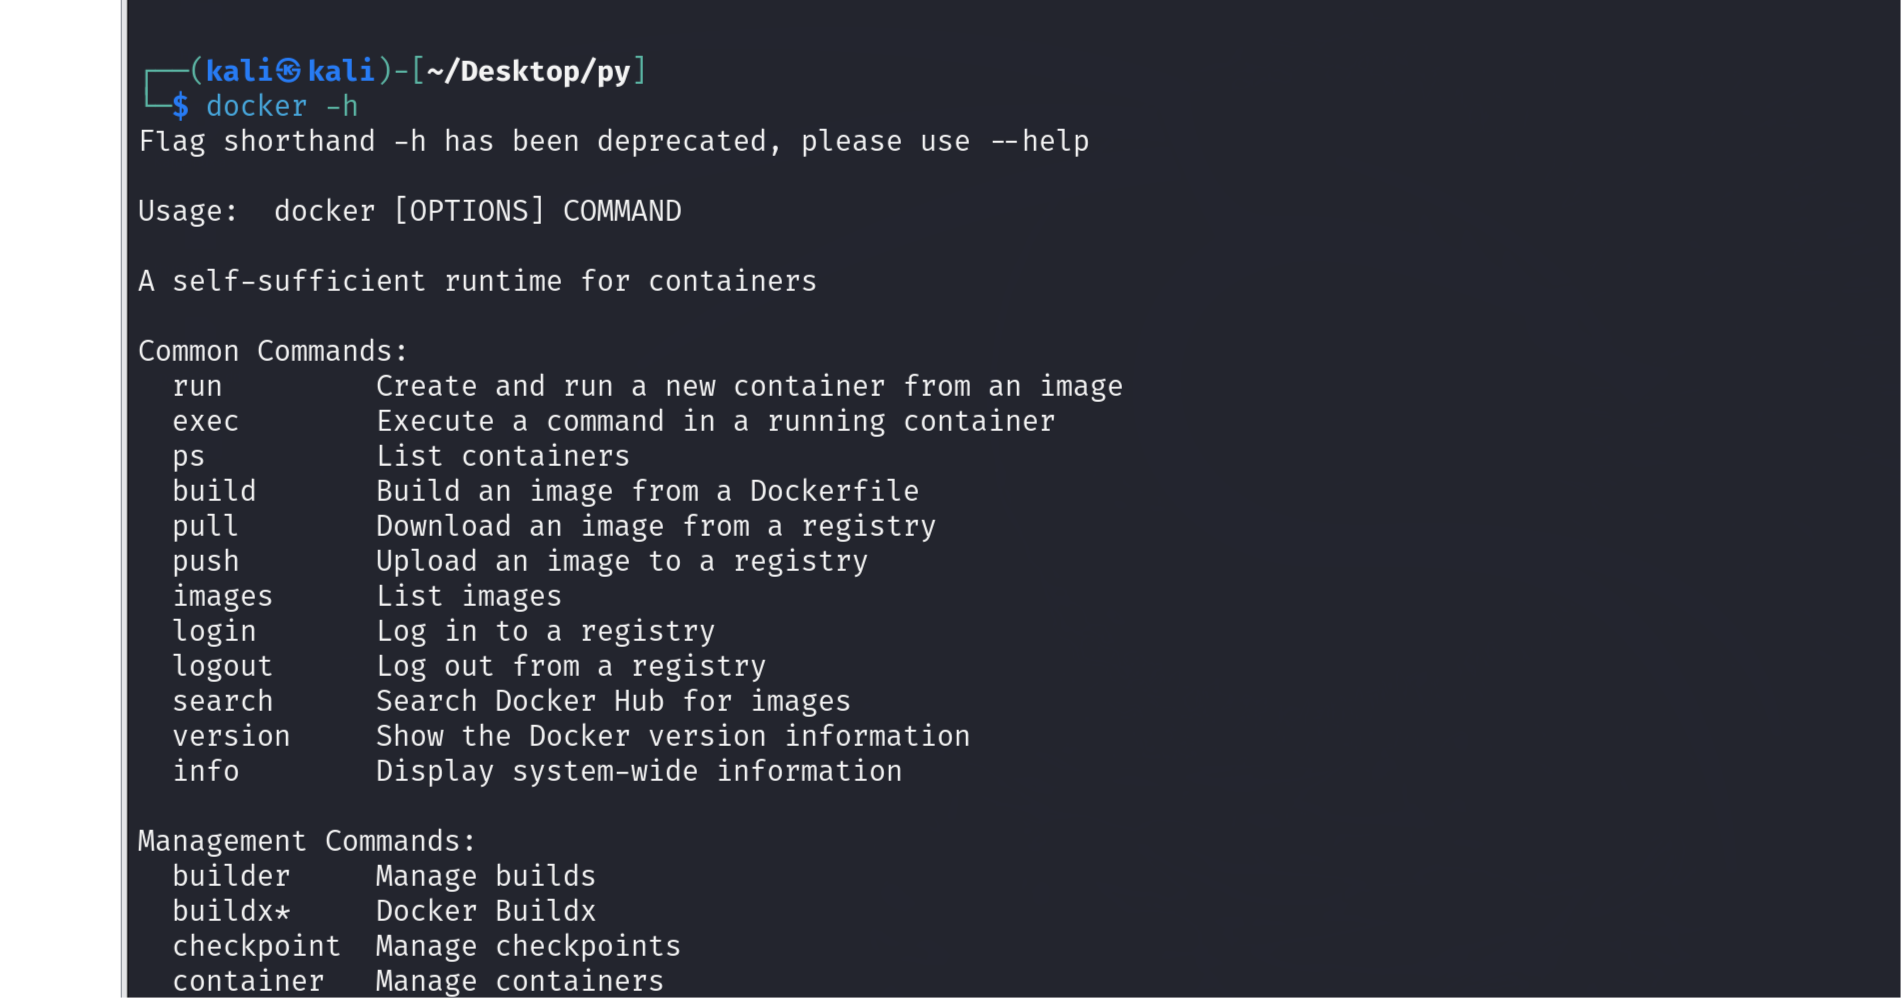 ┌──(kali㉿kali)-[~/Desktop/py]
└─$ docker -h
Flag shorthand -h has been deprecated, please use --help
Usage:  docker [OPTIONS] COMMAND
A self-sufficient runtime for containers
Common Commands:
  run         Create and run a new container from an image
  exec        Execute a command in a running container
  ps          List containers
  build       Build an image from a Dockerfile
  pull        Download an image from a registry
  push        Upload an image to a registry
  images      List images
  login       Log in to a registry
  logout      Log out from a registry
  search      Search Docker Hub for images
  version     Show the Docker version information
  info        Display system-wide information
Management Commands:
  builder     Manage builds
  buildx*     Docker Buildx
  checkpoint  Manage checkpoints
  container   Manage containers